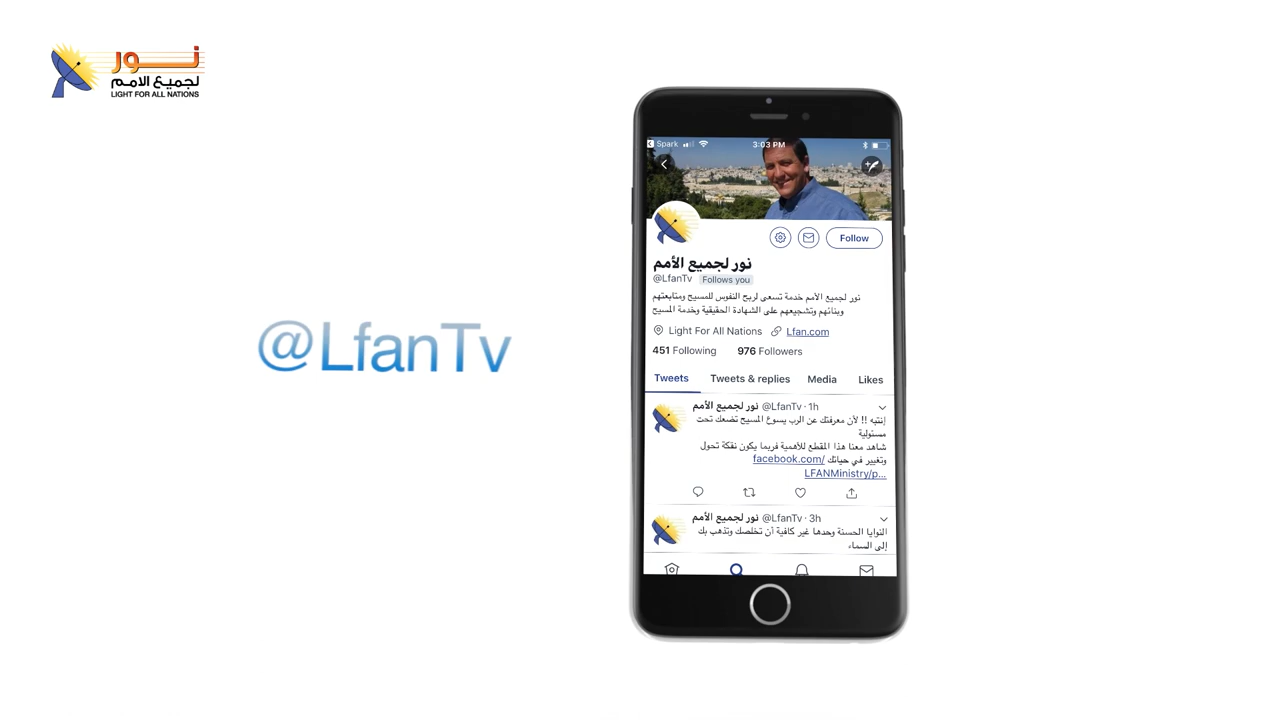 نور
لجميع الامم
LIGHT FOR ALL NATIONS
@LfanTv
Spark
3:03 PM
Follow
نور لجميع الأمم
@LfanTv Follows you
نور لجميع الأمم خدمة تسعى لربح النفوس للمسيح ومتابعتهم
وبنائهم وتشجيعهم على الشهادة الحقيقية وخدمة المسيح
Light For All Nations Lfan.com
451 Following 976 Followers
Tweets Tweets & replies Media Likes
نور لجميع الأمم @LfanTv · 1h
إنتبه !! لأن معرفتك عن الرب يسوع المسيح تضعك تحت
مسئولية
شاهد معنا هذا المقطع للأهمية فربما يكون نقكة تحول
وتغيير في حياتك facebook.com/
LFANMinistry/p...
نور لجميع الأمم @LfanTv · 3h
النوايا الحسنة وحدها غير كافية أن تخلصك وتذهب بك
إلى السماء